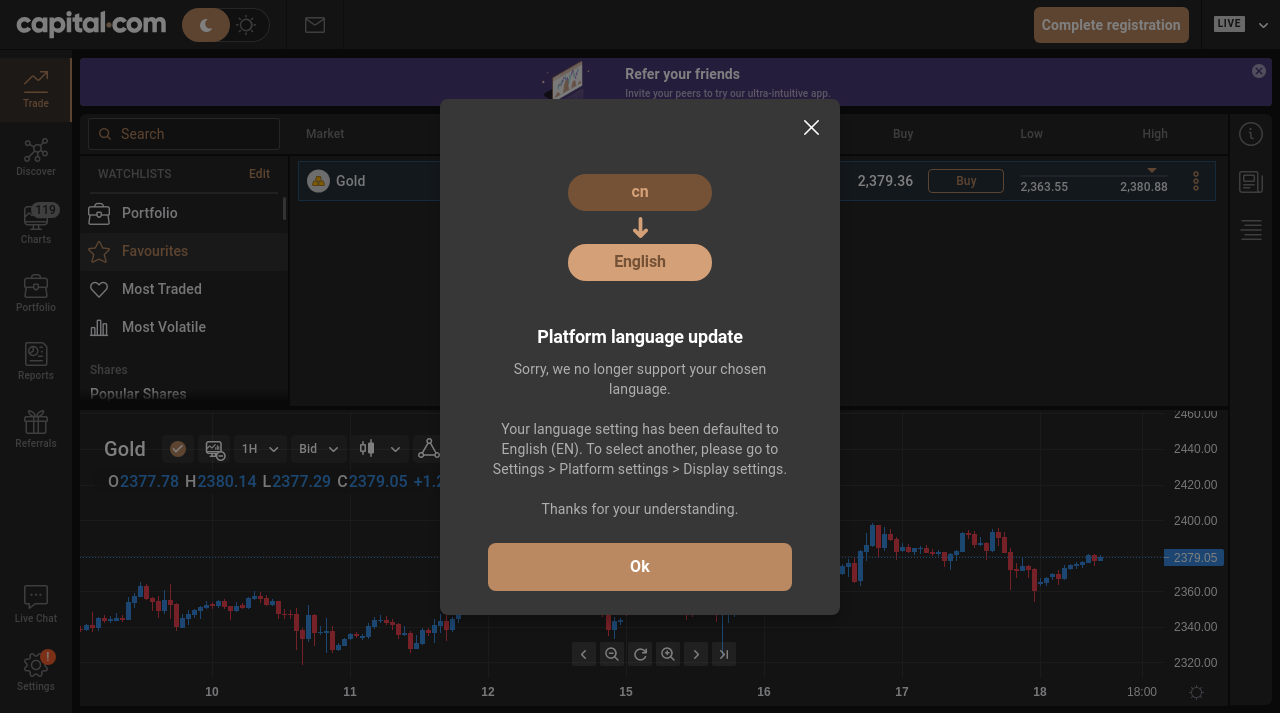 capital.com
Complete registration
LIVE
Refer your friends
Invite your peers to try our ultra-intuitive app.
Trade
Discover
119
Charts
Portfolio
Reports
Referrals
Live Chat
!
Settings
Search
Market
Buy
Low
High
WATCHLISTS
Edit
Portfolio
Favourites
Most Traded
Most Volatile
Shares
Popular Shares
Gold
2,379.36
Buy
2,363.55
2,380.88
cn
English
Platform language update
Sorry, we no longer support your chosen
language.
Your language setting has been defaulted to
English (EN). To select another, please go to
Settings > Platform settings > Display settings.
Thanks for your understanding.
Ok
Gold
1H
Bid
O2377.78 H2380.14 L2377.29 C2379.05 +1.2
2460.00
2440.00
2420.00
2400.00
2379.05
2360.00
2340.00
2320.00
10
11
12
15
16
17
18
18:00